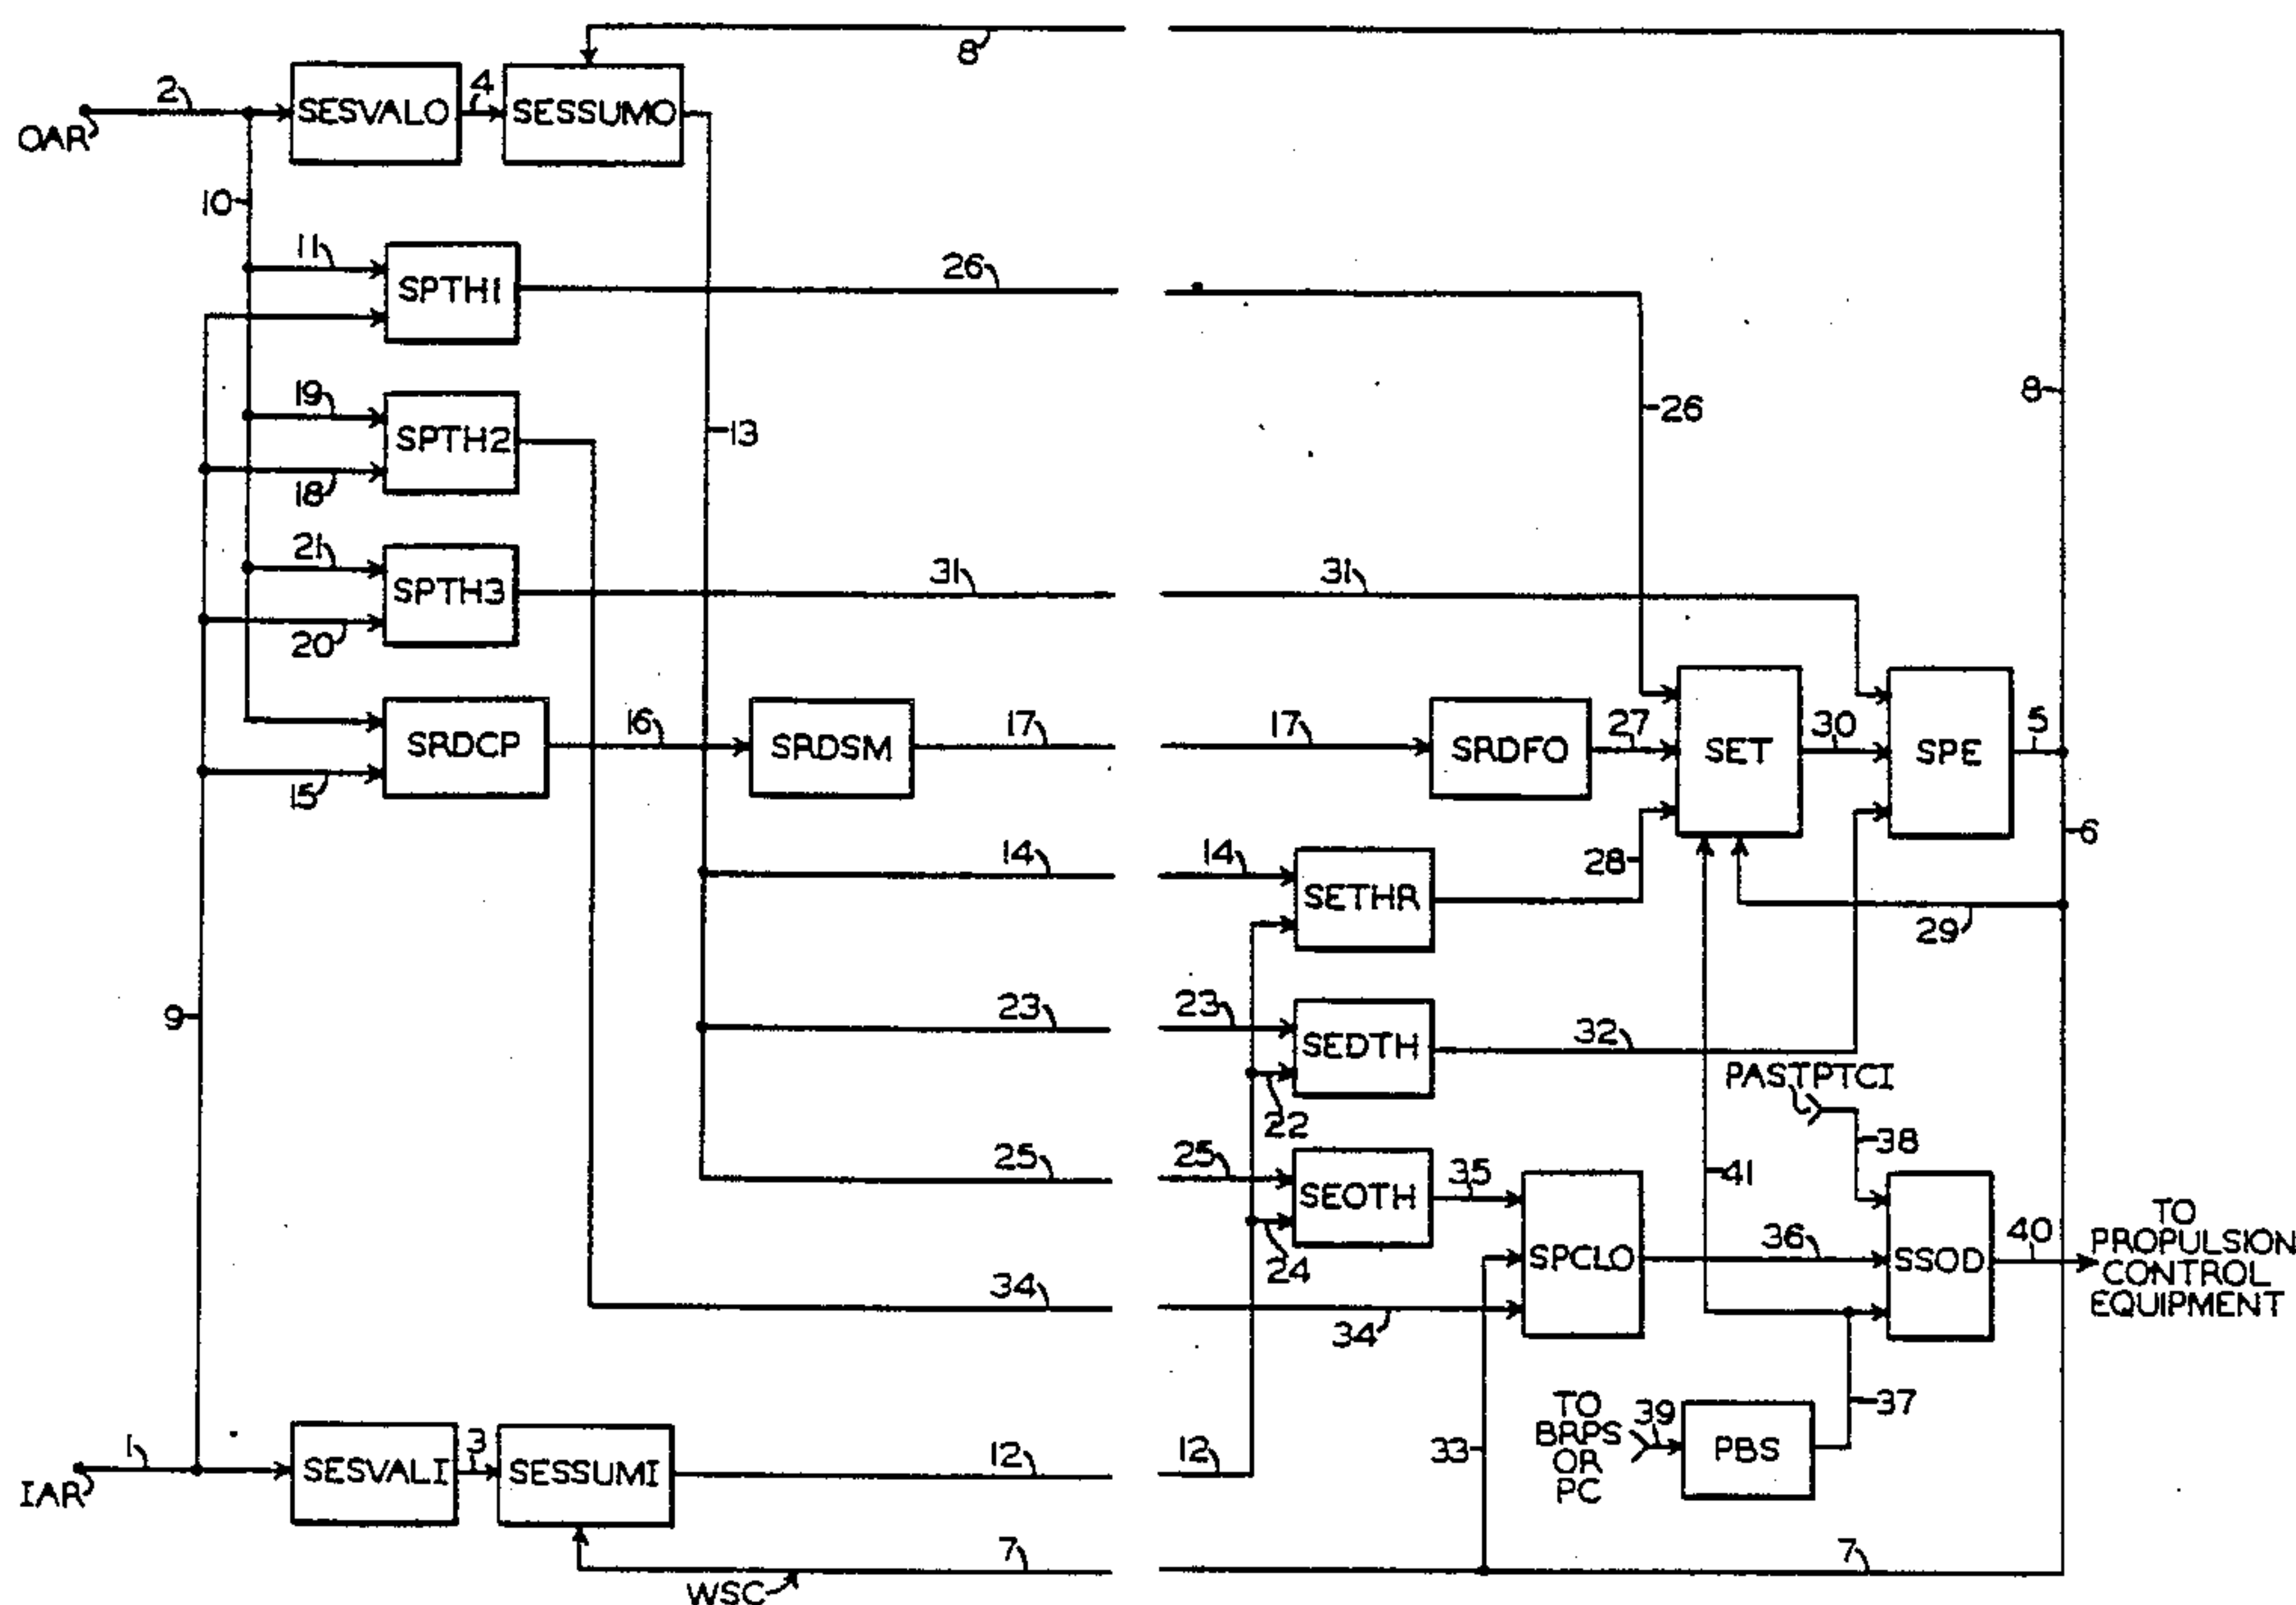 8
2
4
SESVALO
SESSUMO
OAR
10
11
SPTH1
26
19
SPTH2
18
13
26
8
21
SPTH3
20
31
31
SRDCP
15
16
SRDSM
17
17
SRDFO
27
SET
30
SPE
5
6
14
14
SETHR
28
29
9
23
23
SEDTH
22
32
PASTPTCI
38
25
25
SEOTH
24
35
41
34
34
SPCLO
36
SSOD
40
TO
PROPULSION
CONTROL
EQUIPMENT
1
IAR
SESVALI
3
SESSUMI
12
12
33
TO
BRPS
OR
PC
39
PBS
37
7
WSC
7